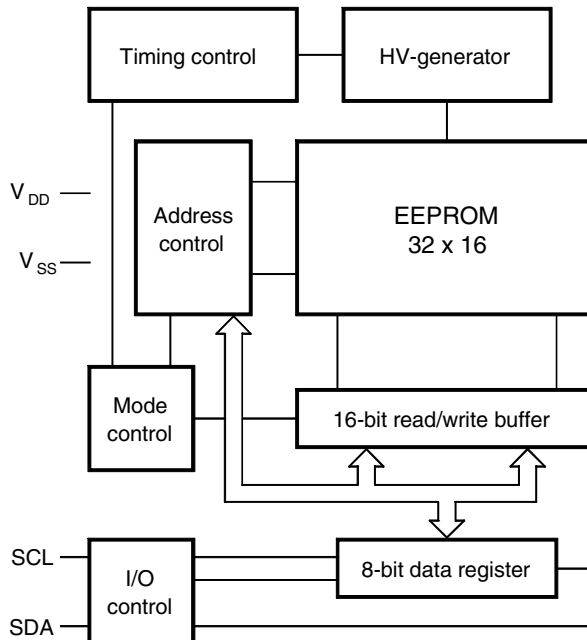 Timing control
HV-generator
V DD
V SS
Address
control
EEPROM
32 x 16
Mode
control
16-bit read/write buffer
SCL
SDA
I/O
control
8-bit data register